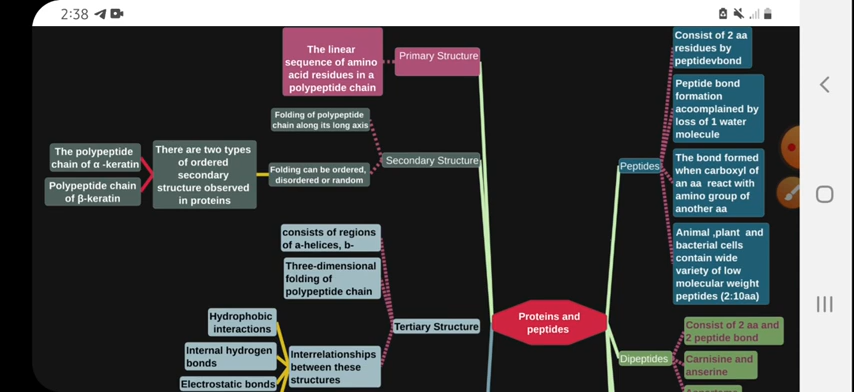 2:38
The linear
sequence of amino
acid residues in a
polypeptide chain
Primary Structure
Folding of polypeptide
chain along its long axis
Secondary Structure
Folding can be ordered,
disordered or random
There are two types
of ordered
secondary
structure observed
in proteins
The polypeptide
chain of α -keratin
Polypeptide chain
of β-keratin
consists of regions
of a-helices, b-
Three-dimensional
folding of
polypeptide chain
Tertiary Structure
Hydrophobic
interactions
Internal hydrogen
bonds
Electrostatic bonds
Interrelationships
between these
structures
Proteins and
peptides
Peptides
Consist of 2 aa
residues by
peptidevbond
Peptide bond
formation
acoomplained by
loss of 1 water
molecule
The bond formed
when carboxyl of
an aa react with
amino group of
another aa
Animal ,plant and
bacterial cells
contain wide
variety of low
molecular weight
peptides (2:10aa)
Dipeptides
Consist of 2 aa and
2 peptide bond
Carnisine and
anserine